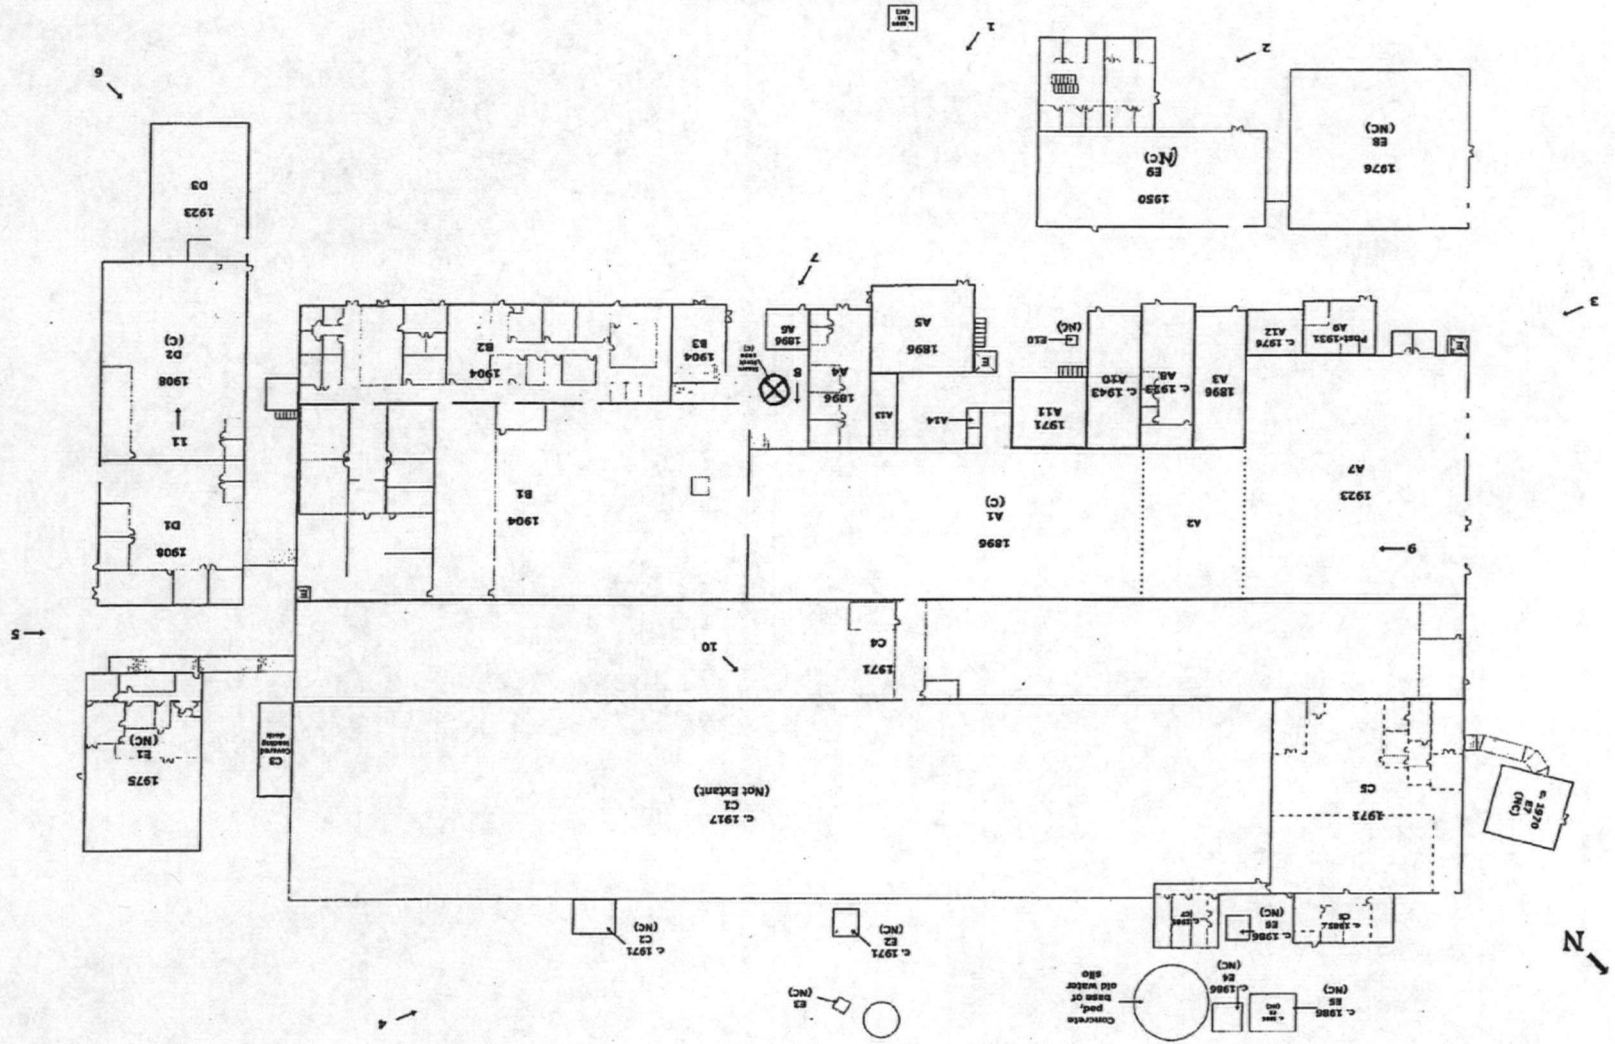 N
4
E3
(NC)
Concrete
pad,
base of
old water
silo
c. 1986
E4
(NC)
c. 1986
E5
(NC)
c. 1971
C2
(NC)
c. 1971
E2
(NC)
c. 1986
E6
(NC)
c. 1970
E7
(NC)
1971
C5
c. 1917
C1
(Not Extant)
C3
Covered
loading
dock
1975
E1
(NC)
10
1971
C4
5
9
1923
A7
A2
1896
A1
(C)
1904
B1
1908
D1
11
1908
D2
(C)
1971
A11
A14
A13
c. 1943
A10
c. 1923
A8
1896
A3
1896
A4
8
1896
A5
1896
A6
E10
(NC)
c. 1976
A12
Post-1931
A9
1904
B3
1904
B2
3
7
1923
D3
1950
E9
(NC)
1976
E8
(NC)
6
2
1